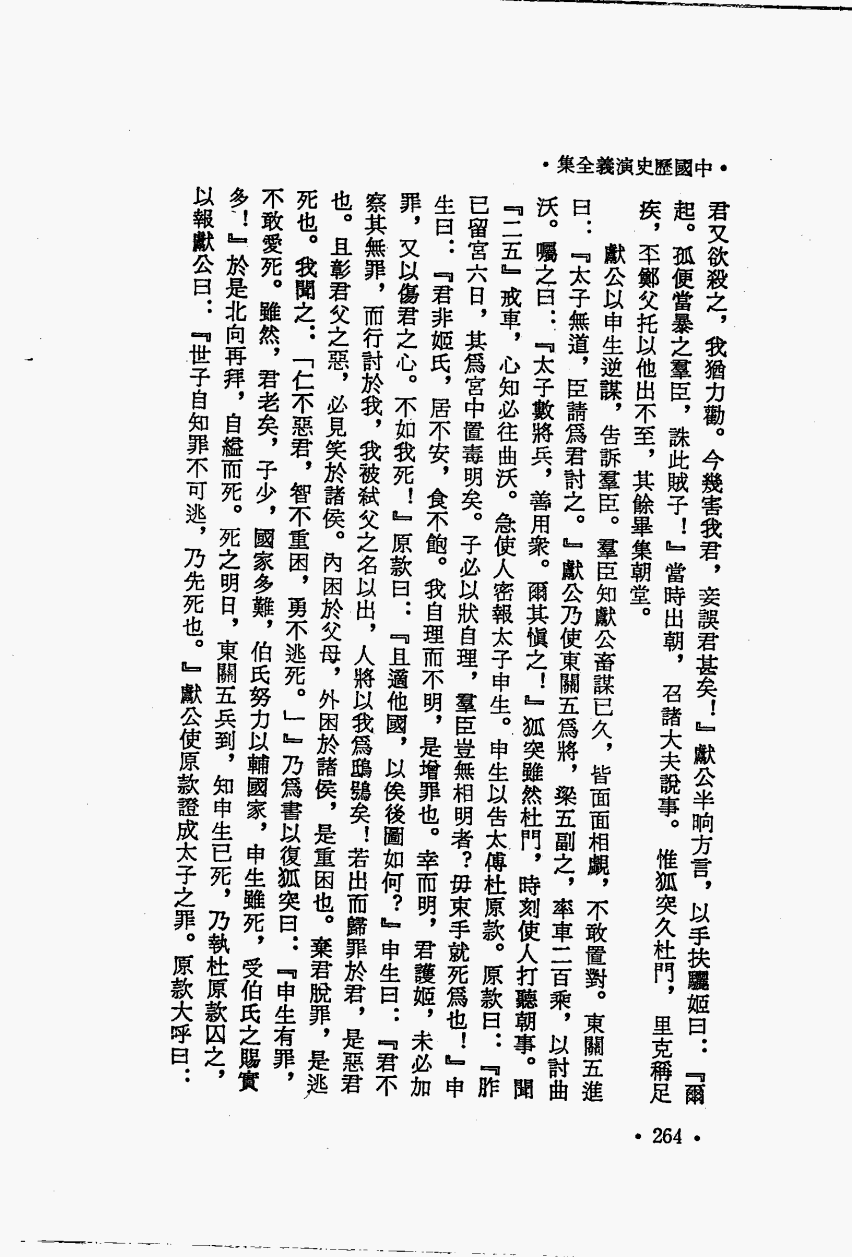 ·中國歷史演義全集·
君又欲殺之，我猶力勸。今幾害我君，妾誤君甚矣！』獻公半晌方言，以手扶驪姬曰：『爾
起。孤便當暴之羣臣，誅此賊子！』當時出朝，召諸大夫說事。惟狐突久杜門，里克稱足
疾，㔻鄭父托以他出不至，其餘畢集朝堂。
獻公以申生逆謀，告訴羣臣。羣臣知獻公畜謀已久，皆面面相覷，不敢置對。東關五進
曰：『太子無道，臣請爲君討之。』獻公乃使東關五爲將，梁五副之，率車二百乘，以討曲
沃。囑之曰：『太子數將兵，善用衆。爾其愼之！』狐突雖然杜門，時刻使人打聽朝事。聞
『二五』戒車，心知必往曲沃。急使人密報太子申生。申生以告太傅杜原款。原款曰：『胙
已留宮六日，其爲宮中置毒明矣。子必以狀自理，羣臣豈無相明者？毋束手就死爲也！』申
生曰：『君非姬氏，居不安，食不飽。我自理而不明，是增罪也。幸而明，君護姬，未必加
罪，又以傷君之心。不如我死！』原款曰：『且適他國，以俟後圖如何？』申生曰：『君不
察其無罪，而行討於我，我被弒父之名以出，人將以我爲鴟鴞矣！若出而歸罪於君，是惡君
也。且彰君父之惡，必見笑於諸侯。內困於父母，外困於諸侯，是重困也。棄君脫罪，是逃
死也。我聞之：「仁不惡君，智不重困，勇不逃死。」』乃爲書以復狐突曰：『申生有罪，
不敢愛死。雖然，君老矣，子少，國家多難，伯氏努力以輔國家，申生雖死，受伯氏之賜實
多！』於是北向再拜，自縊而死。死之明日，東關五兵到，知申生已死，乃執杜原款囚之，
以報獻公曰：『世子自知罪不可逃，乃先死也。』獻公使原款證成太子之罪。原款大呼曰：
·264·